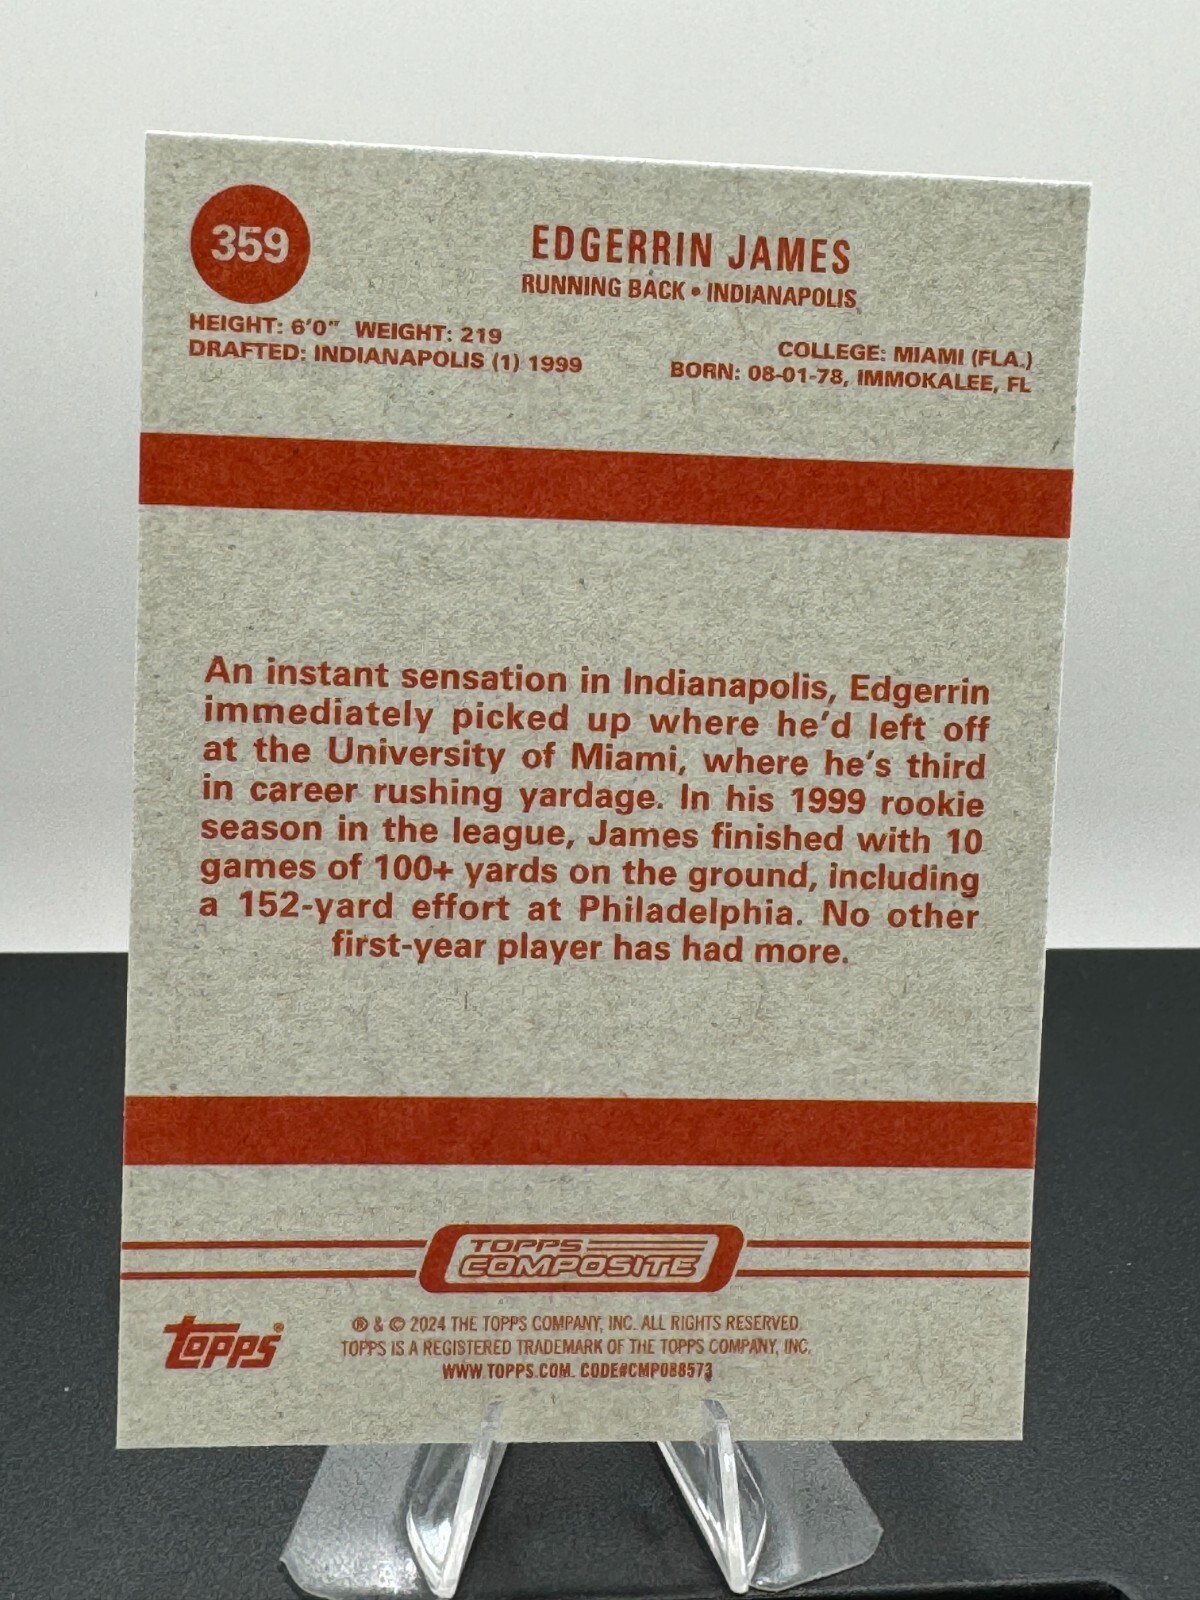 359
EDGERRIN JAMES
RUNNING BACK • INDIANAPOLIS
HEIGHT: 6'0" WEIGHT: 219
DRAFTED: INDIANAPOLIS (1) 1999
COLLEGE: MIAMI (FLA.)
BORN: 08-01-78, IMMOKALEE, FL
An instant sensation in Indianapolis, Edgerrin
immediately picked up where he'd left off
at the University of Miami, where he's third
in career rushing yardage. In his 1999 rookie
season in the league, James finished with 10
games of 100+ yards on the ground, including
a 152-yard effort at Philadelphia. No other
first-year player has had more.
TOPPS
COMPOSITE
Topps®
® & © 2024 THE TOPPS COMPANY, INC. ALL RIGHTS RESERVED.
TOPPS IS A REGISTERED TRADEMARK OF THE TOPPS COMPANY, INC.
WWW.TOPPS.COM. CODE#CMP088573